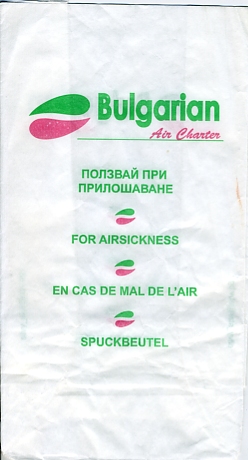 Bulgarian
Air Charter
ПОЛЗВАЙ ПРИ
ПРИЛОШАВАНЕ
FOR AIRSICKNESS
EN CAS DE MAL DE L'AIR
SPUCKBEUTEL